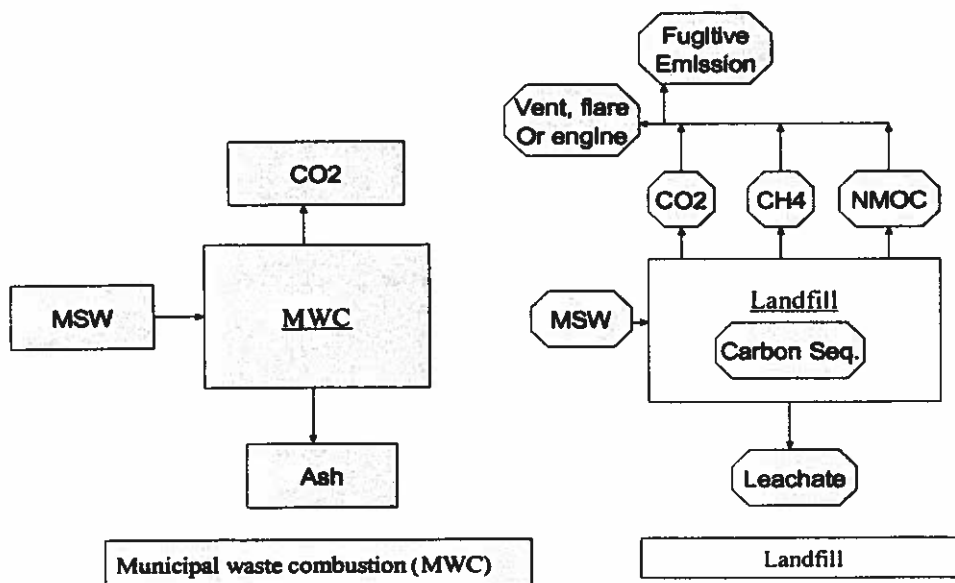 CO2
MSW
MWC
Ash
Municipal waste combustion (MWC)
Fugitive
Emission
Vent, flare
Or engine
CO2
CH4
NMOC
MSW
Landfill
Carbon Seq.
Leachate
Landfill